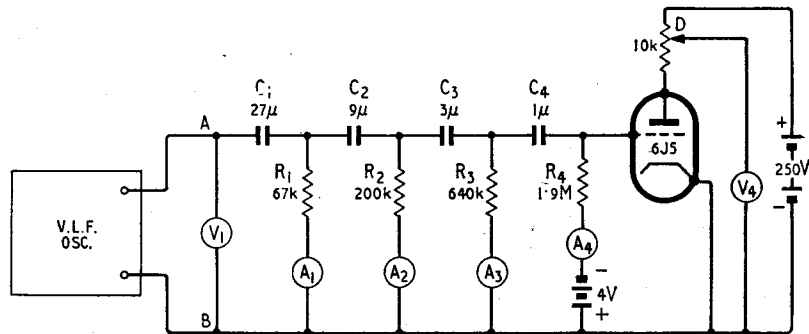 D
10k
C₁
27μ
C₂
9μ
C₃
3μ
C₄
1μ
A
6J5
+
250V
-
R₁
67k
R₂
200k
R₃
640k
R₄
1·9M
V.L.F.
OSC.
V₁
V₄
A₁
A₂
A₃
A₄
-
4V
+
B